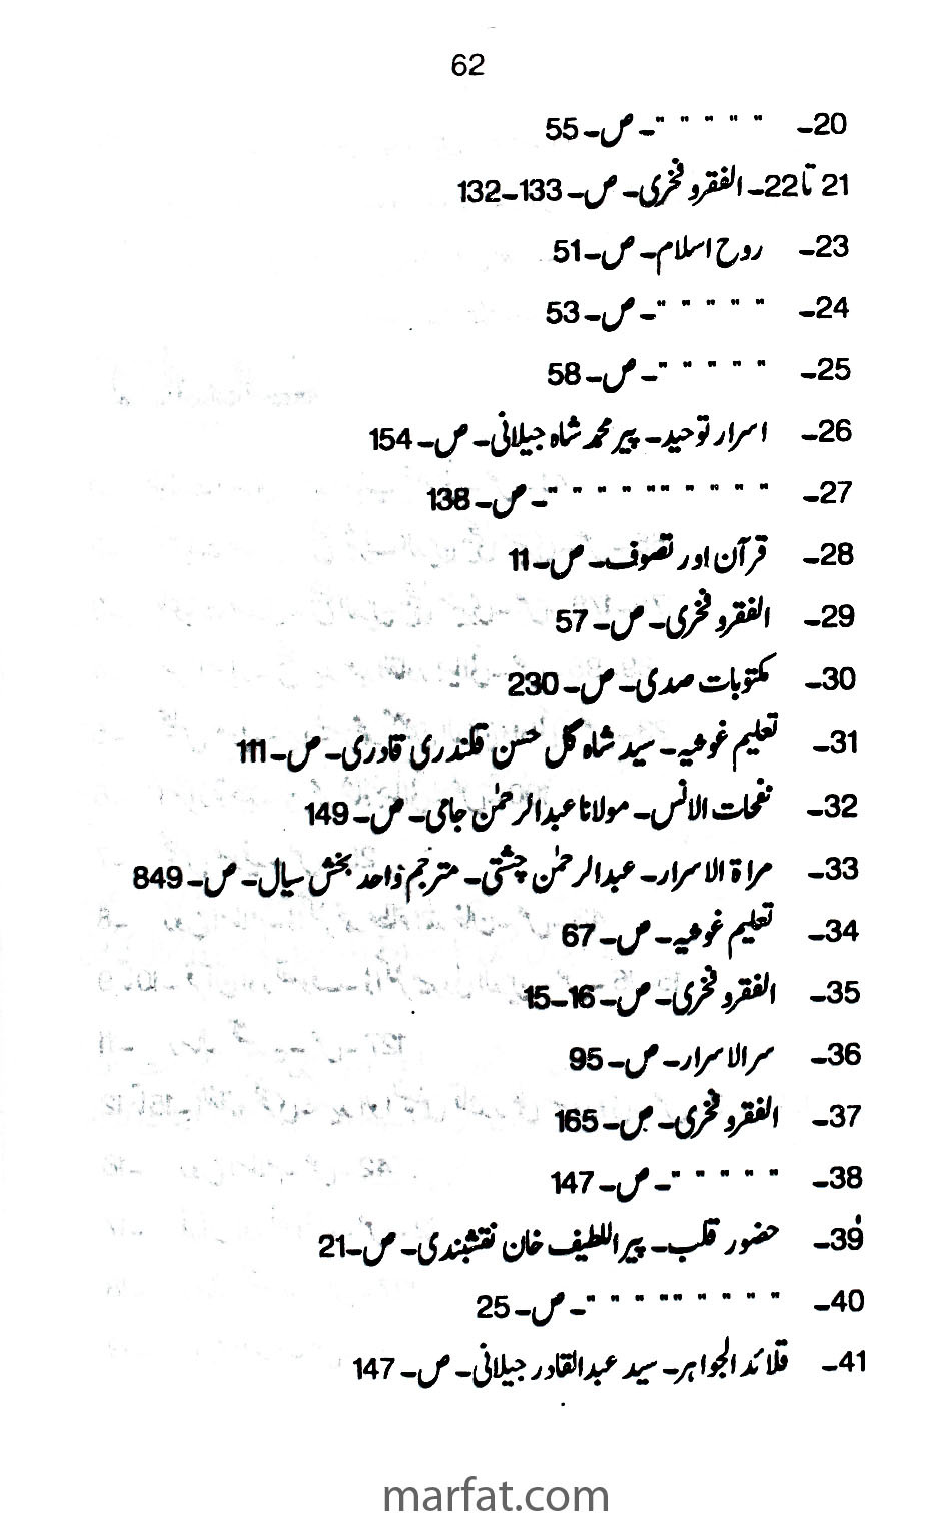 62
20۔ " " " " "۔ ص۔ 55
21 تا 22۔ الفقرو فخری۔ ص۔ 133۔132
23۔ روح اسلام۔ ص۔ 51
24۔ " " " " "۔ ص۔ 53
25۔ " " " " "۔ ص۔ 58
26۔ اسرار توحید۔ پیر محمد شاہ جیلانی۔ ص۔ 154
27۔ " " " " " " " " " "۔ ص۔ 138
28۔ قرآن اور تصوف۔ ص۔ 11
29۔ الفقرو فخری۔ ص۔ 57
30۔ مکتوبات صدی۔ ص۔ 230
31۔ تعلیم غوثیہ۔ سید شاہ گل حسن قلندری قادری۔ ص۔ 111
32۔ نفحات الانس۔ مولانا عبدالرحمٰن جامی۔ ص۔ 149
33۔ مراۃ الاسرار۔ عبدالرحمٰن چشتی۔ مترجم واحد بخش سیال۔ ص۔ 849
34۔ تعلیم غوثیہ۔ ص۔ 67
35۔ الفقرو فخری۔ ص۔ 16۔15
36۔ سرالاسرار۔ ص۔ 95
37۔ الفقرو فخری۔ ص۔ 165
38۔ " " " " "۔ ص۔ 147
39۔ حضور قلب۔ پیر اللطیف خان نقشبندی۔ ص۔ 21
40۔ " " " " " " " " "۔ ص۔ 25
41۔ قلائد الجواہر۔ سید عبدالقادر جیلانی۔ ص۔ 147
marfat.com